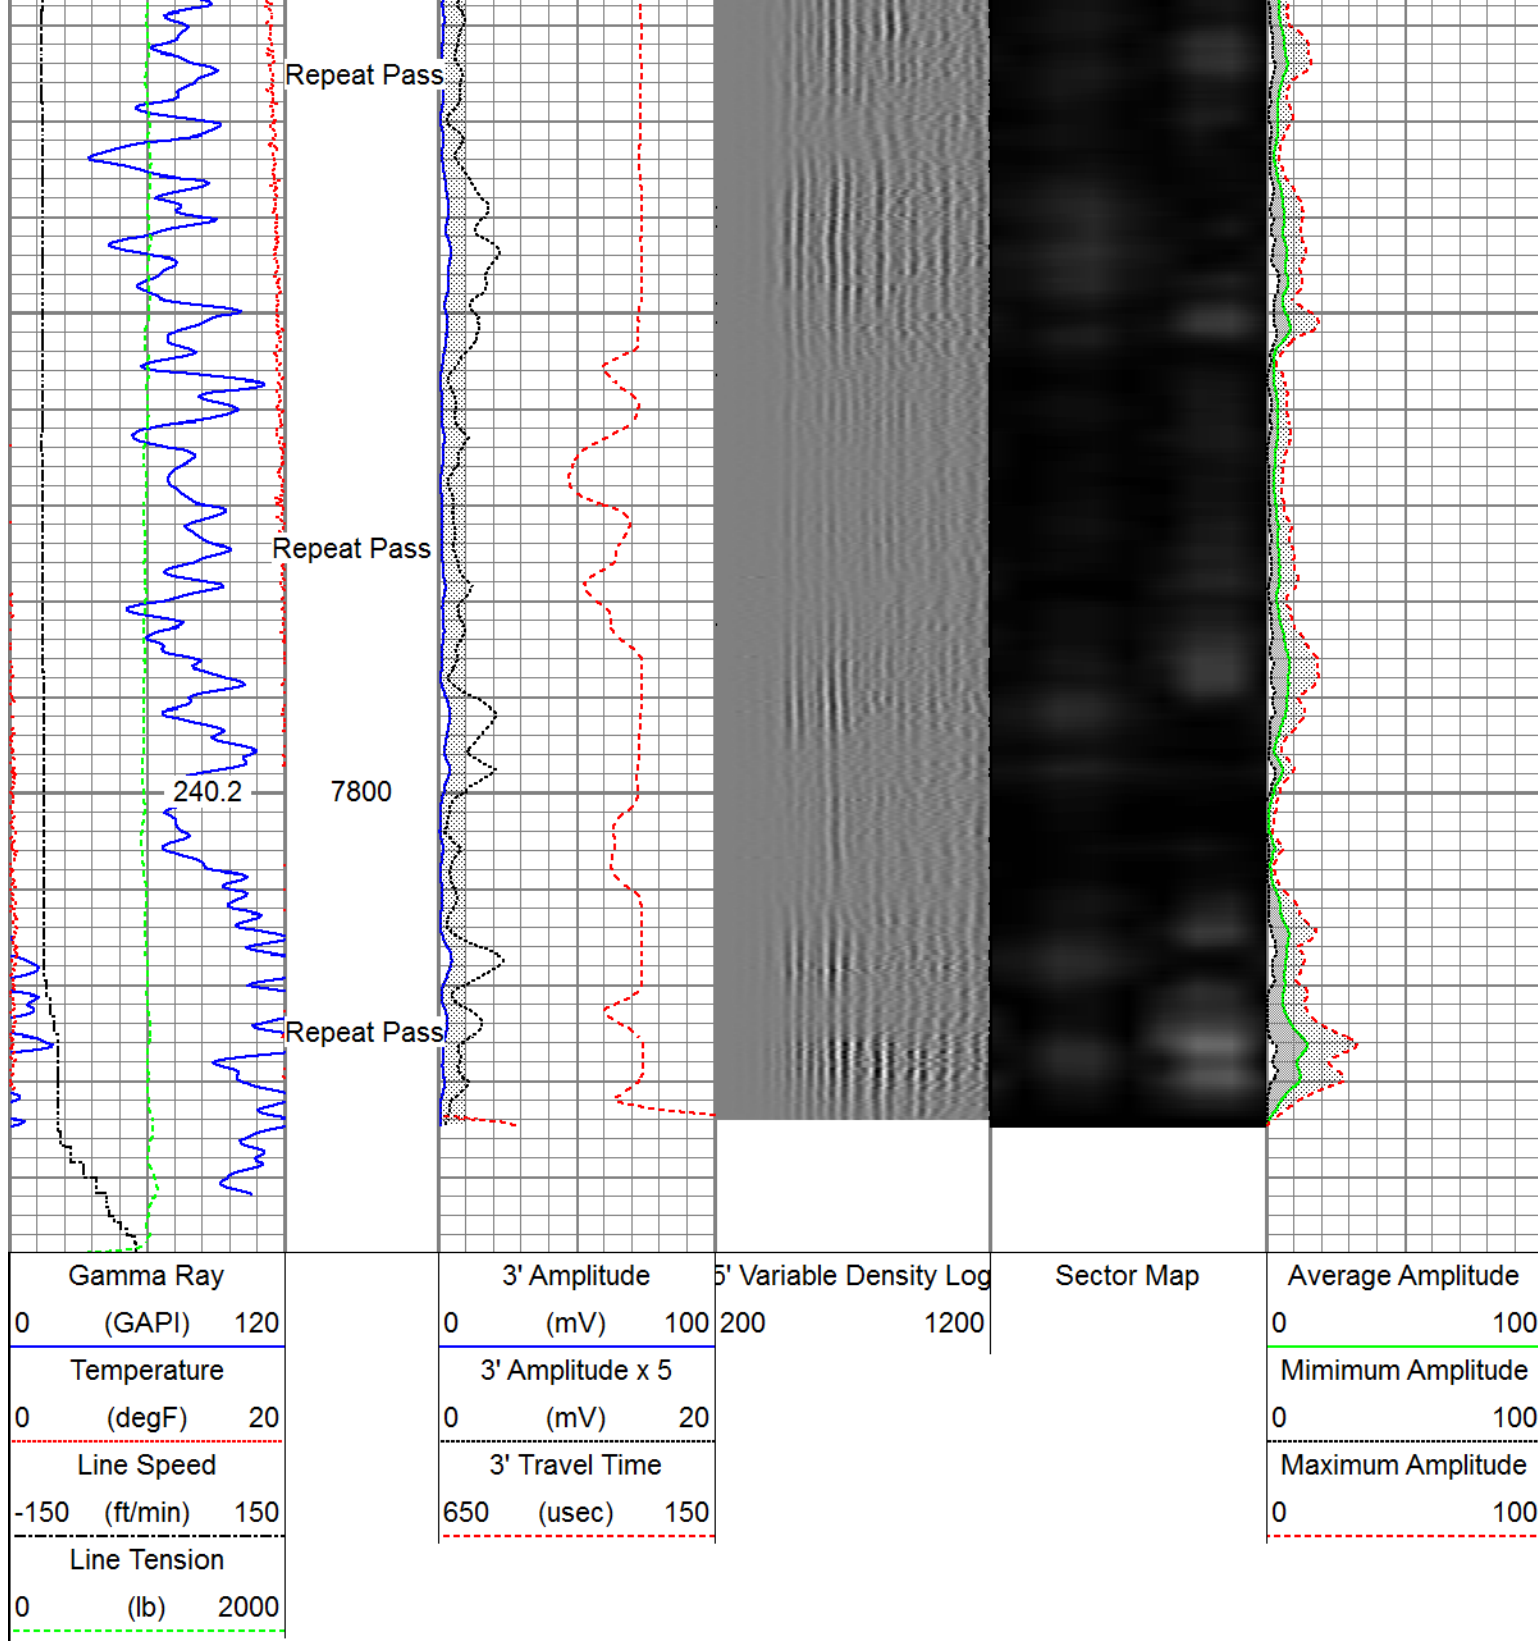 Repeat Pass
Repeat Pass
240.2
7800
Repeat Pass
Gamma Ray
0 (GAPI) 120
Temperature
0 (degF) 20
Line Speed
-150 (ft/min) 150
Line Tension
0 (lb) 2000
3' Amplitude
0 (mV) 100
3' Amplitude x 5
0 (mV) 20
3' Travel Time
650 (usec) 150
5' Variable Density Log
200 1200
Sector Map
Average Amplitude
0 100
Mimimum Amplitude
0 100
Maximum Amplitude
0 100